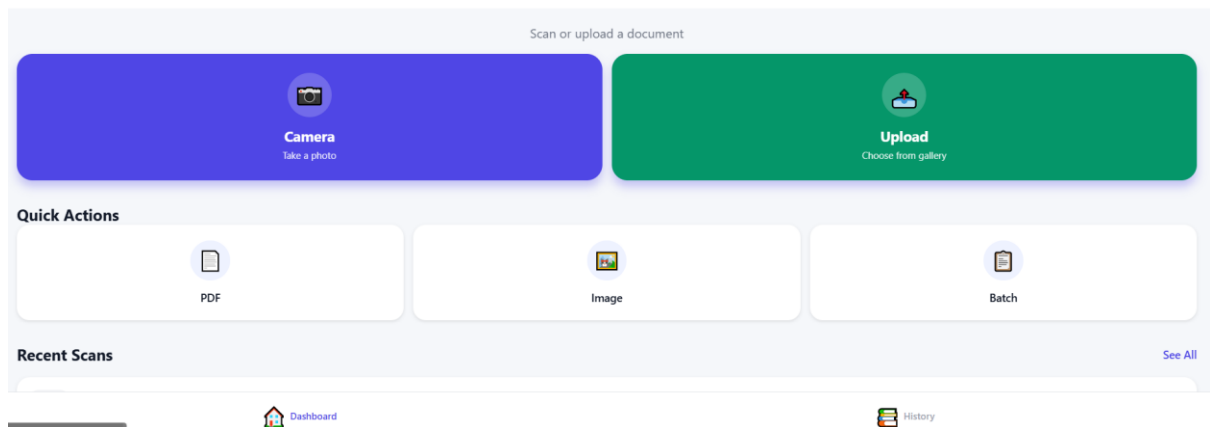 Scan or upload a document
Camera
Take a photo
Upload
Choose from gallery
Quick Actions
PDF
Image
Batch
Recent Scans
See All
Dashboard
History